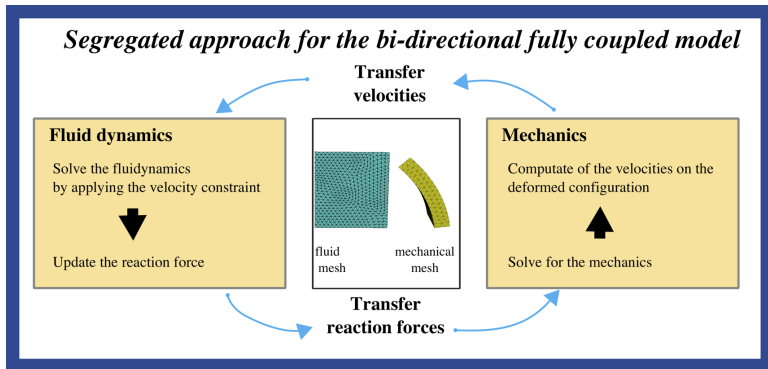 Segregated approach for the bi-directional fully coupled model
Transfer
velocities
Fluid dynamics
Solve the fluidynamics
by applying the velocity constraint
Update the reaction force
fluid
mesh
mechanical
mesh
Mechanics
Computate of the velocities on the
deformed configuration
Solve for the mechanics
Transfer
reaction forces